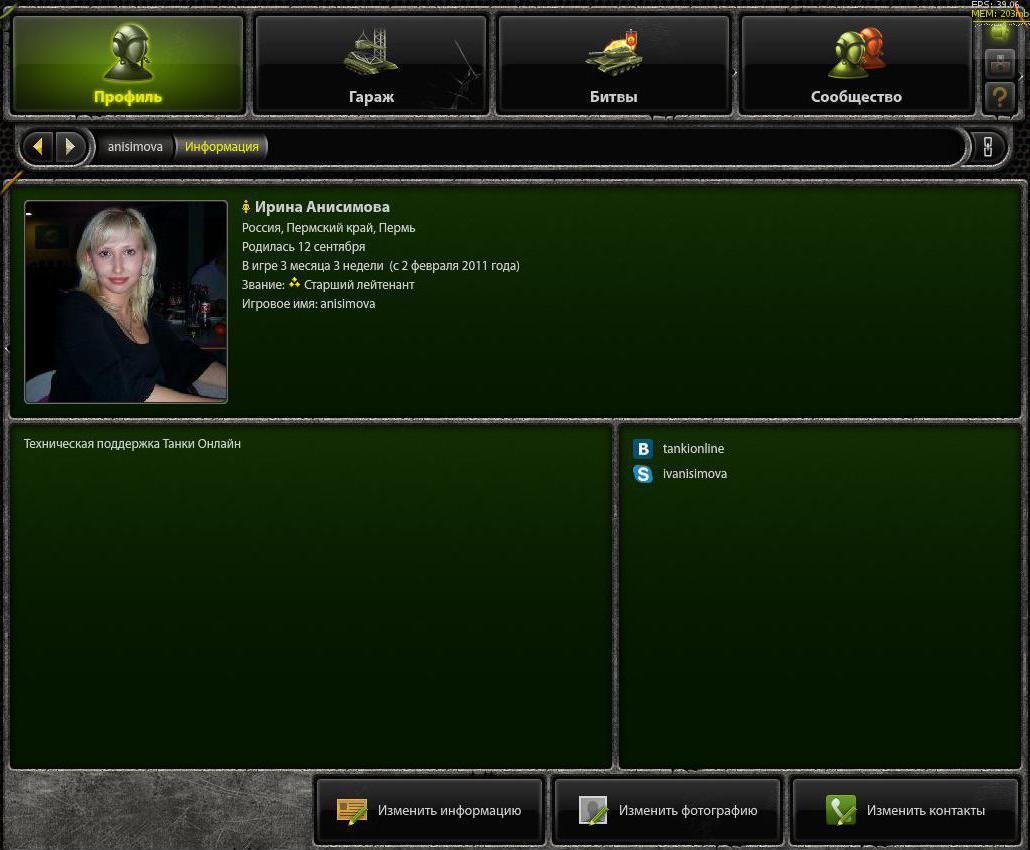 FPS: 39.06
MEM: 203mb
Профиль
Гараж
Битвы
Сообщество
?
anisimova
Информация
Ирина Анисимова
Россия, Пермский край, Пермь
Родилась 12 сентября
В игре 3 месяца 3 недели (с 2 февраля 2011 года)
Звание: Старший лейтенант
Игровое имя: anisimova
Техническая поддержка Танки Онлайн
B tankionline
S ivanisimova
Изменить информацию
Изменить фотографию
Изменить контакты